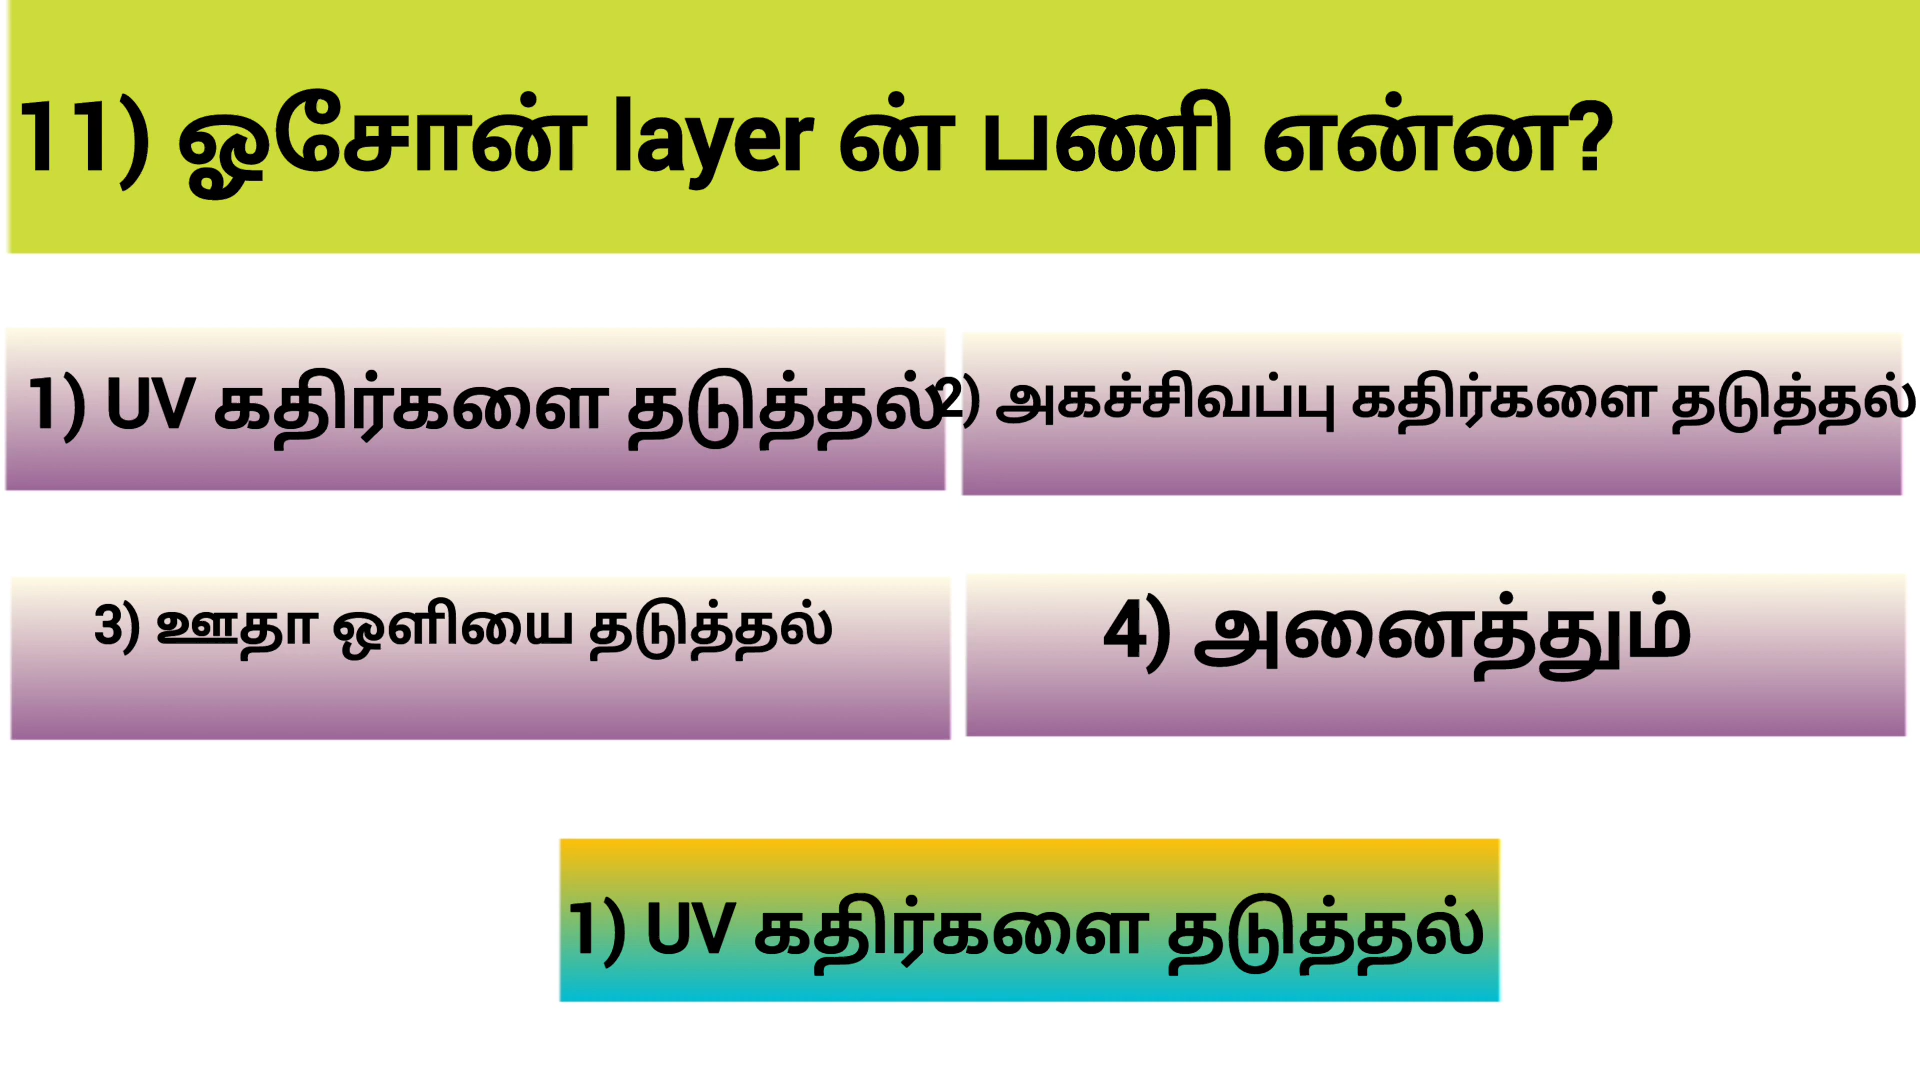 11) ஓசோன் layer ன் பணி என்ன?
1) UV கதிர்களை தடுத்தல்
2) அகச்சிவப்பு கதிர்களை தடுத்தல்
3) ஊதா ஒளியை தடுத்தல்
4) அனைத்தும்
1) UV கதிர்களை தடுத்தல்